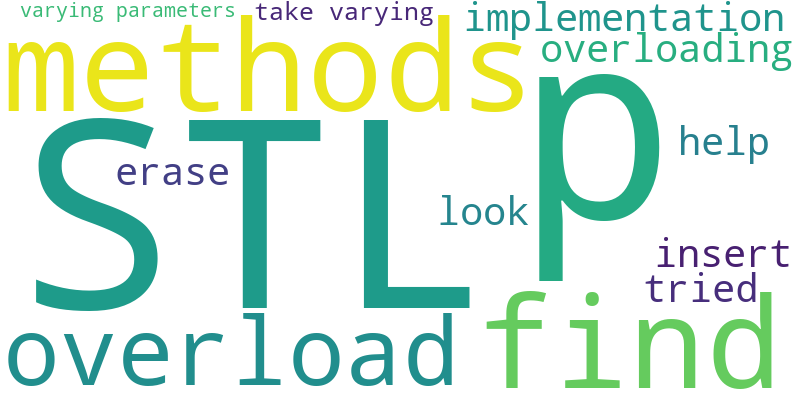 varying parameters take varying implementation
methods overloading
STL p
erase help
look
insert
tried
overload find